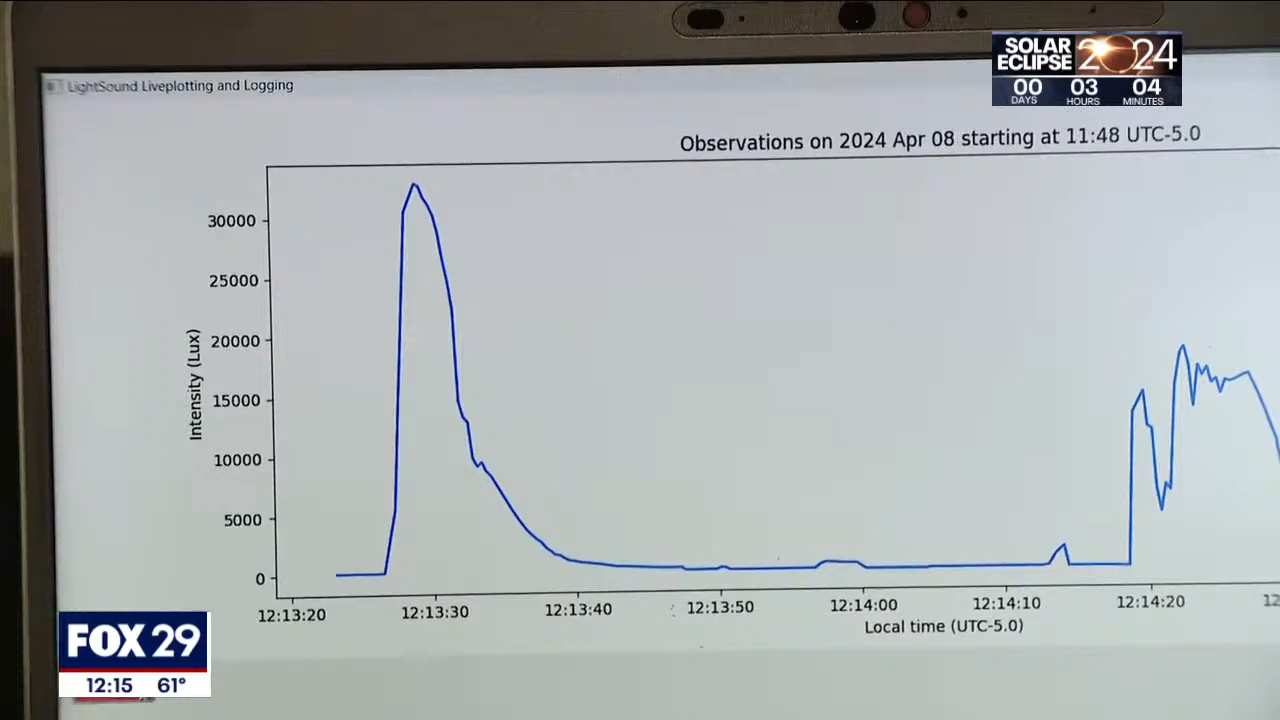 LightSound Liveplotting and Logging
SOLAR
ECLIPSE 2024
00 03 04
DAYS HOURS MINUTES
Observations on 2024 Apr 08 starting at 11:48 UTC-5.0
30000
25000
20000
15000
10000
5000
0
Intensity (Lux)
12:13:20 12:13:30 12:13:40 12:13:50 12:14:00 12:14:10 12:14:20
Local time (UTC-5.0)
FOX 29
12:15 61°